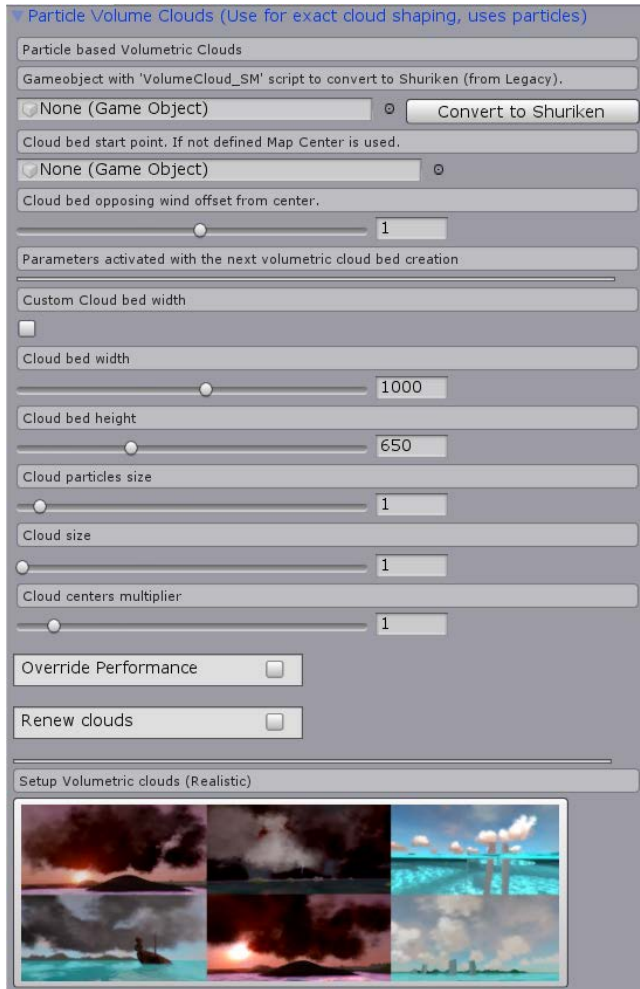 Particle Volume Clouds (Use for exact cloud shaping, uses particles)
Particle based Volumetric Clouds
Gameobject with 'VolumeCloud_SM' script to convert to Shuriken (from Legacy).
None (Game Object) Convert to Shuriken
Cloud bed start point. If not defined Map Center is used.
None (Game Object)
Cloud bed opposing wind offset from center.
1
Parameters activated with the next volumetric cloud bed creation
Custom Cloud bed width
Cloud bed width
1000
Cloud bed height
650
Cloud particles size
1
Cloud size
1
Cloud centers multiplier
1
Override Performance
Renew clouds
Setup Volumetric clouds (Realistic)